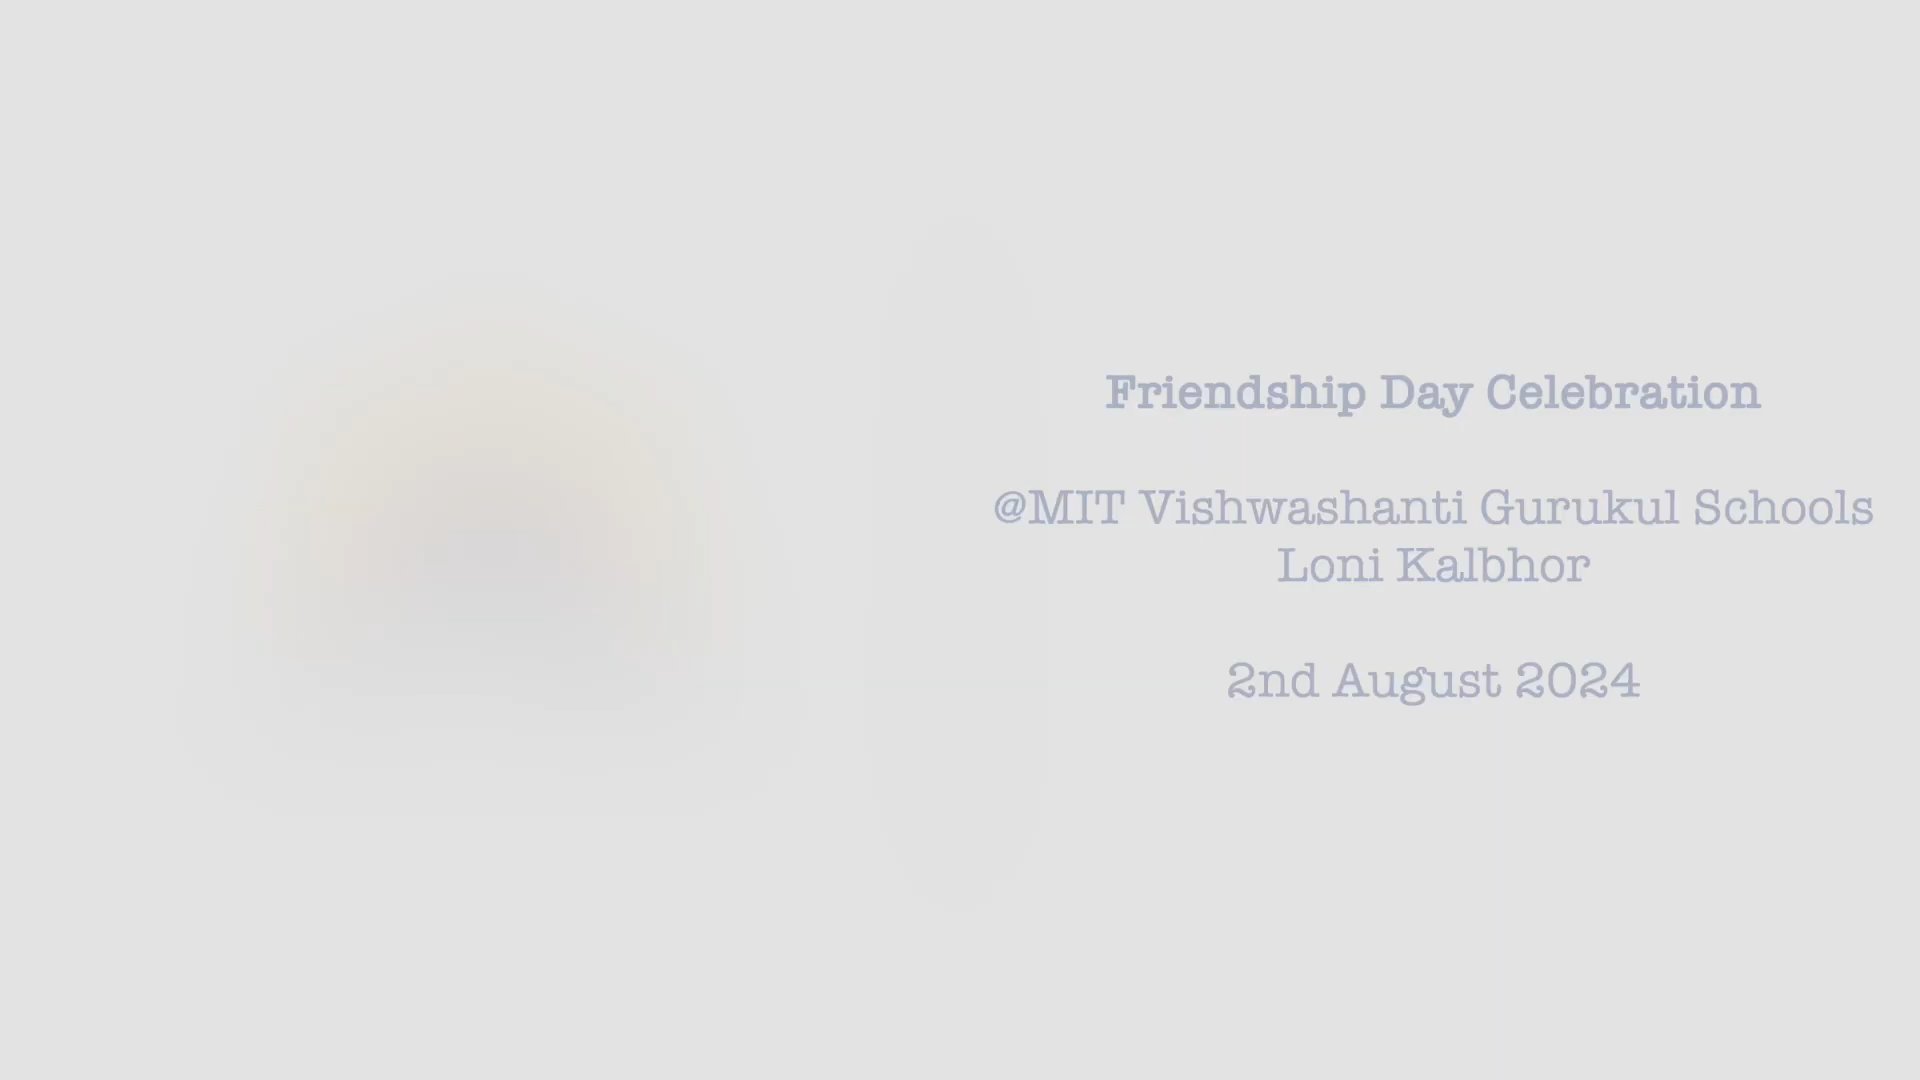 Friendship Day Celebration
@MIT Vishwashanti Gurukul Schools
Loni Kalbhor
2nd August 2024